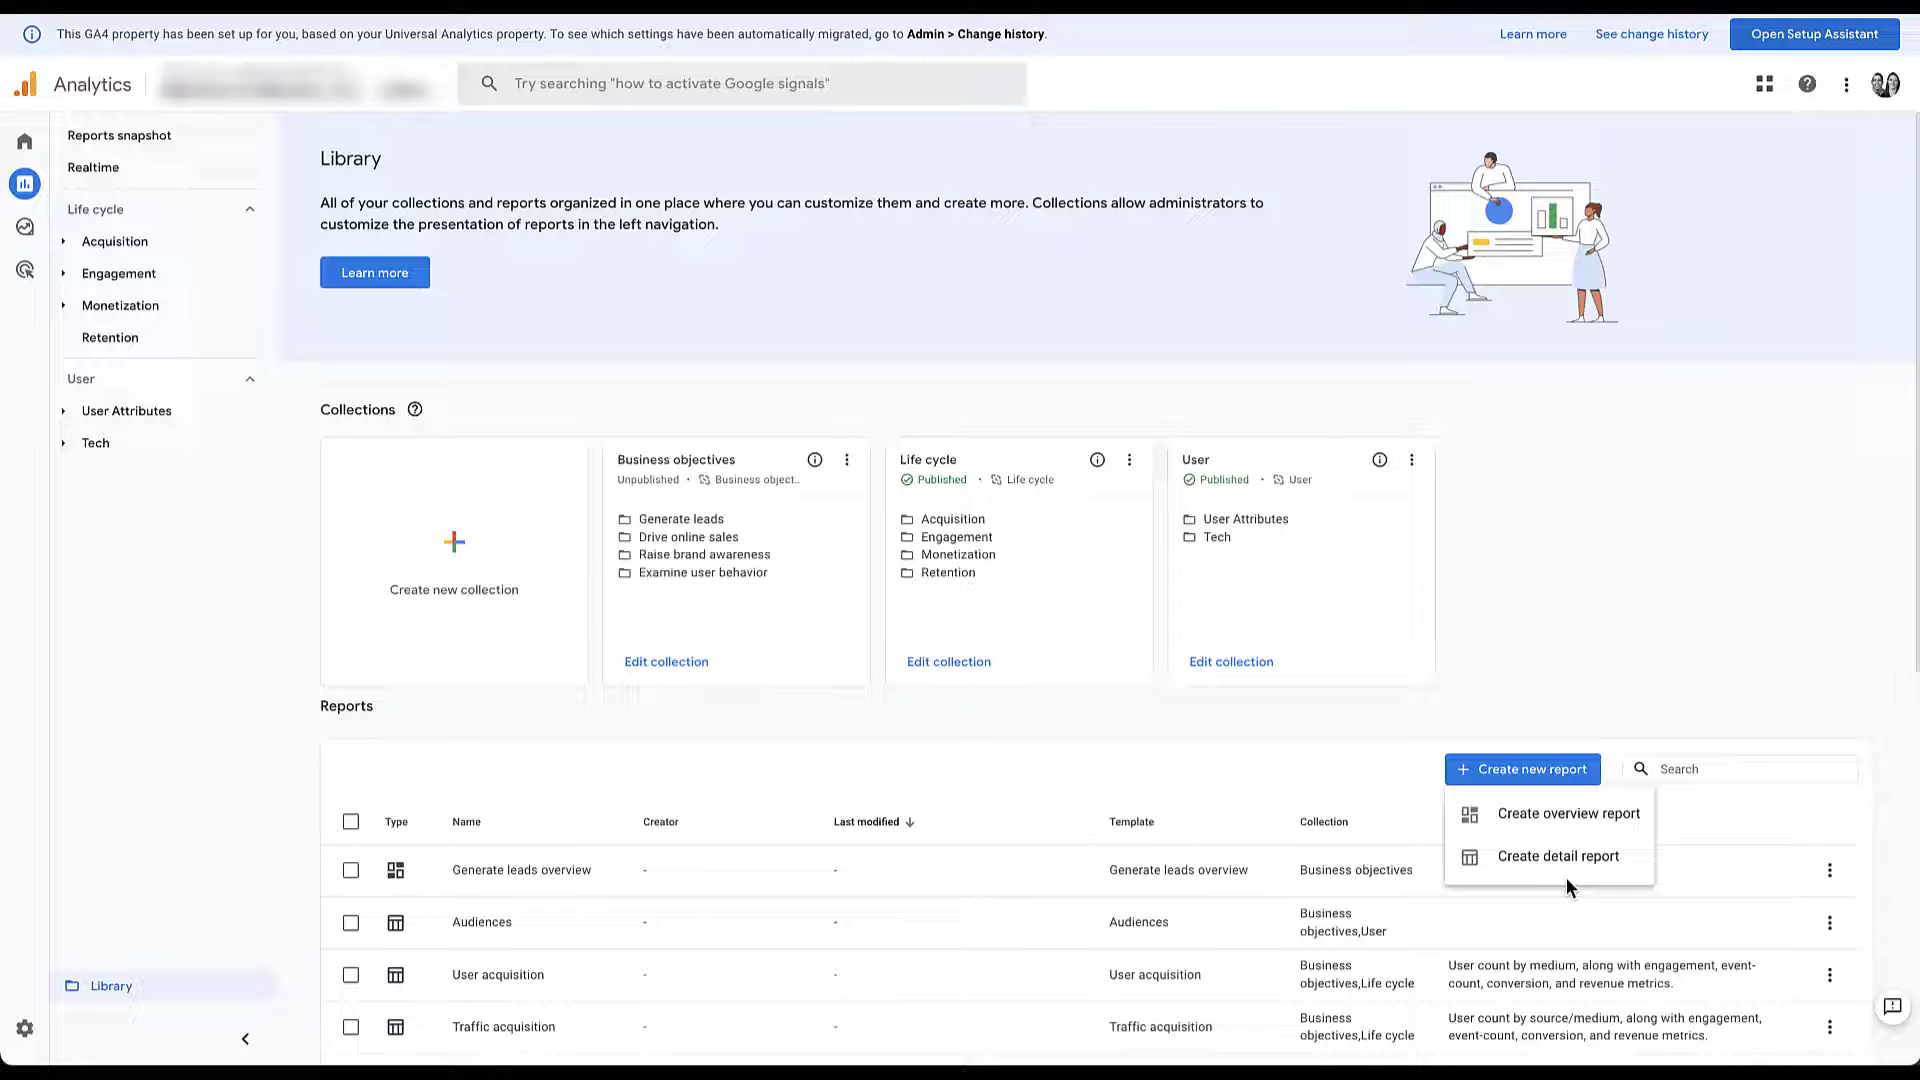 This GA4 property has been set up for you, based on your Universal Analytics property. To see which settings have been automatically migrated, go to Admin > Change history.
Learn more
See change history
Open Setup Assistant
Analytics
Try searching "how to activate Google signals"
Reports snapshot
Realtime
Life cycle
Acquisition
Engagement
Monetization
Retention
User
User Attributes
Tech
Library
Library
All of your collections and reports organized in one place where you can customize them and create more. Collections allow administrators to
customize the presentation of reports in the left navigation.
Learn more
Collections
Create new collection
Business objectives
Unpublished • Business object..
Generate leads
Drive online sales
Raise brand awareness
Examine user behavior
Edit collection
Life cycle
Published • Life cycle
Acquisition
Engagement
Monetization
Retention
Edit collection
User
Published • User
User Attributes
Tech
Edit collection
Reports
+ Create new report
Search
Create overview report
Create detail report
Type Name Creator Last modified Template Collection
Generate leads overview - - Generate leads overview Business objectives
Audiences - - Audiences Business
objectives,User
User acquisition - - User acquisition Business
objectives,Life cycle
User count by medium, along with engagement, event-
count, conversion, and revenue metrics.
Traffic acquisition - - Traffic acquisition Business
objectives,Life cycle
User count by source/medium, along with engagement,
event-count, conversion, and revenue metrics.